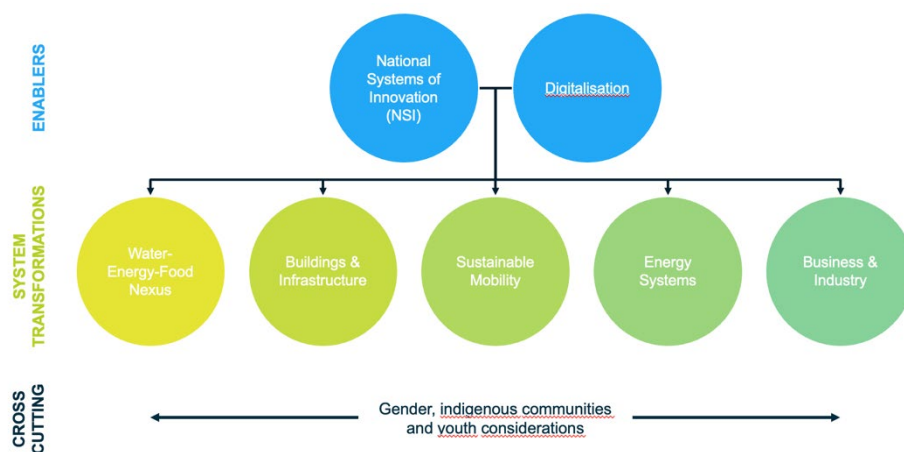 ENABLERS
National
Systems of
Innovation
(NSI)
Digitalisation
SYSTEM
TRANSFORMATIONS
Water-
Energy-Food
Nexus
Buildings &
Infrastructure
Sustainable
Mobility
Energy
Systems
Business &
Industry
CROSS
CUTTING
Gender, indigenous communities
and youth considerations